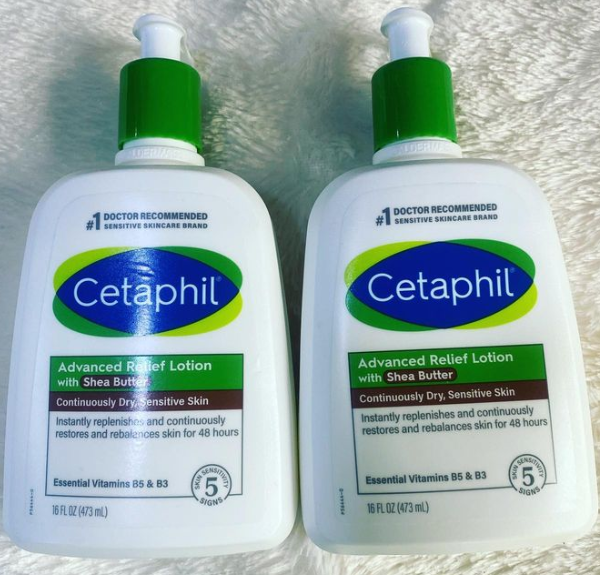 #1 DOCTOR RECOMMENDED
SENSITIVE SKINCARE BRAND
Cetaphil
Advanced Relief Lotion
with Shea Butter
Continuously Dry, Sensitive Skin
Instantly replenishes and continuously
restores and rebalances skin for 48 hours
Essential Vitamins B5 & B3
SKIN SENSITIVITY
5
SIGNS
16 FL OZ (473 mL)
#1 DOCTOR RECOMMENDED
SENSITIVE SKINCARE BRAND
Cetaphil
Advanced Relief Lotion
with Shea Butter
Continuously Dry, Sensitive Skin
Instantly replenishes and continuously
restores and rebalances skin for 48 hours
Essential Vitamins B5 & B3
SKIN SENSITIVITY
5
SIGNS
16 FL OZ (473 mL)